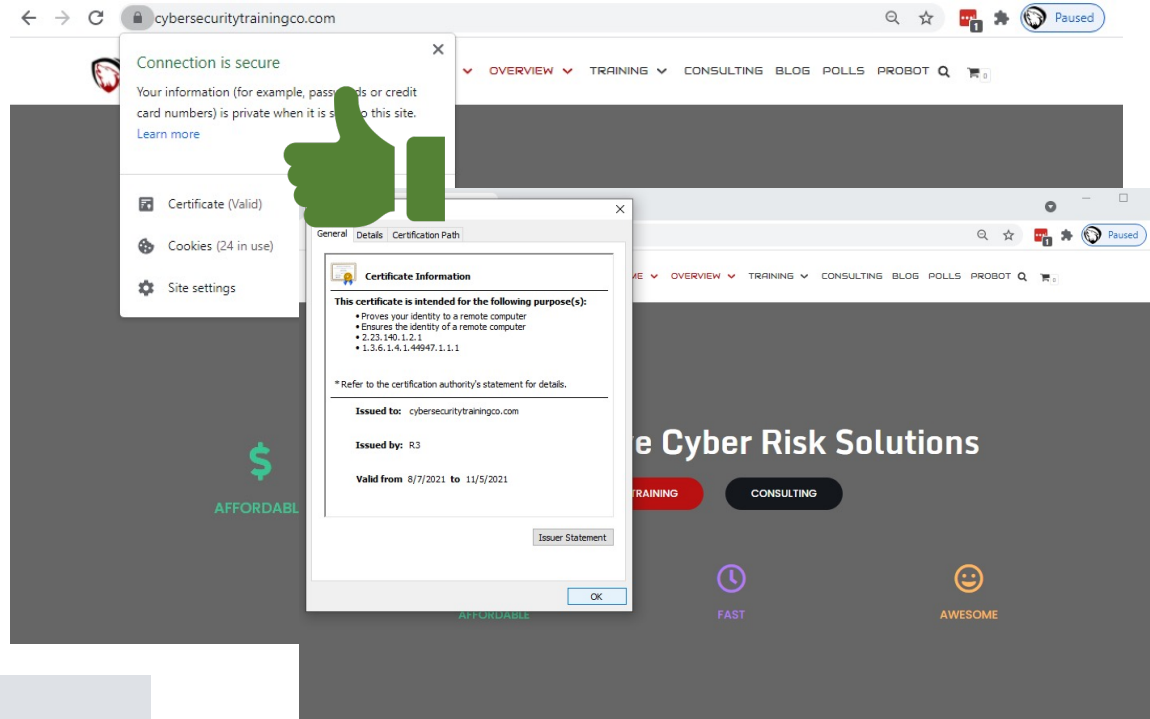 cybersecuritytrainingco.com
Paused
1
Connection is secure
Your information (for example, or credit
card numbers) is private when it is this site.
Learn more
Certificate (Valid)
Cookies (24 in use)
Site settings
OVERVIEW TRAINING CONSULTING BLOG POLLS PROBOT 0
Paused
1
OVERVIEW TRAINING CONSULTING BLOG POLLS PROBOT 0
General Details Certification Path
Certificate Information
This certificate is intended for the following purpose(s):
• Proves your identity to a remote computer
• Ensures the identity of a remote computer
• 2.23.140.1.2.1
• 1.3.6.1.4.1.44947.1.1.1
* Refer to the certification authority's statement for details.
Issued to: cybersecuritytrainingco.com
Issued by: R3
Valid from 8/7/2021 to 11/5/2021
Issuer Statement
OK
Cyber Risk Solutions
TRAINING CONSULTING
$
AFFORDABL
AFFORDABLE FAST AWESOME